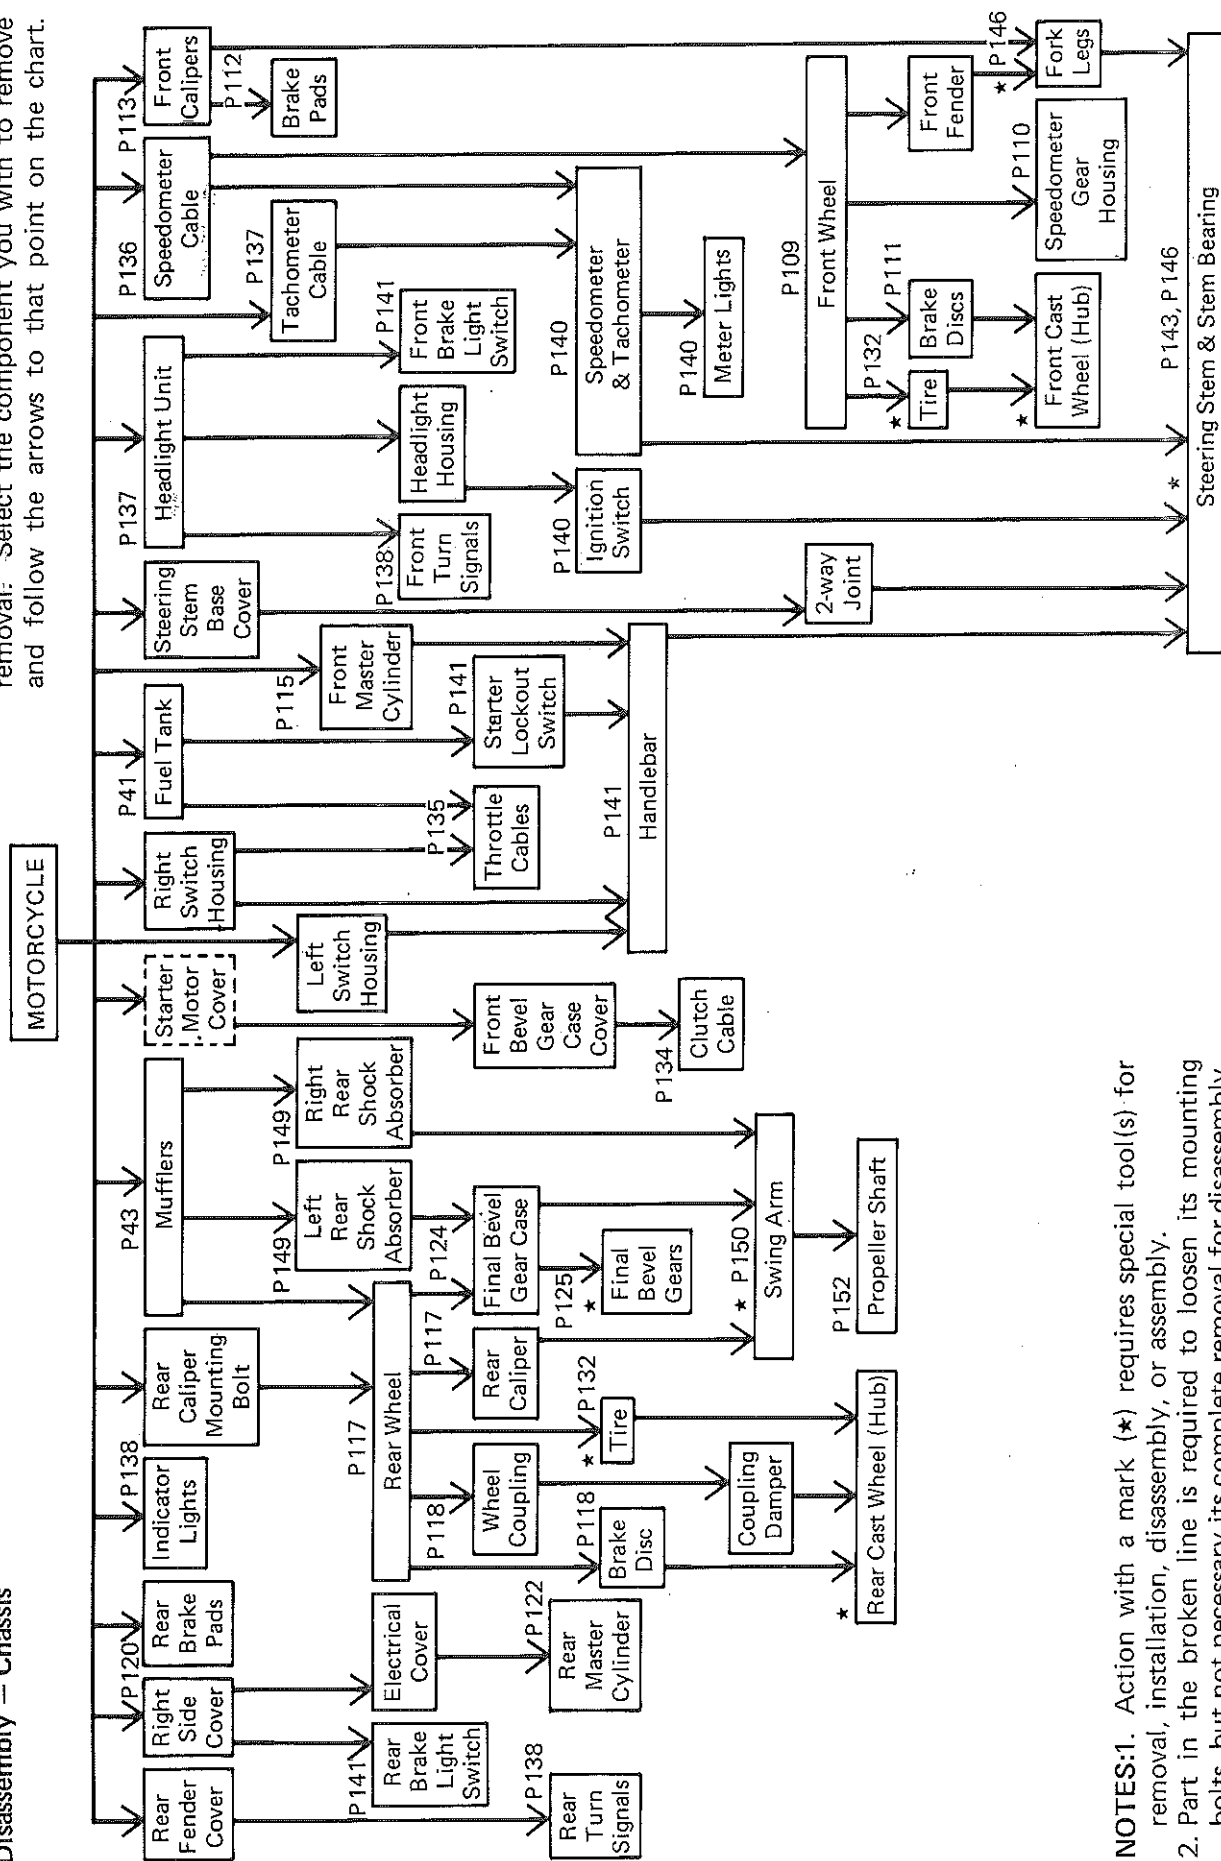 Disassembly — Chassis
removal. Select the component you with to remove
and follow the arrows to that point on the chart.
MOTORCYCLE
Rear
Fender
Cover
P138
Rear
Turn
Signals
Right
Side
Cover
P141
Rear
Brake
Light
Switch
Electrical
Cover
P122
Rear
Master
Cylinder
P120
Rear
Brake
Pads
P138
Indicator
Lights
Rear
Caliper
Mounting
Bolt
P43
Mufflers
P117
Rear Wheel
P149
Left
Rear
Shock
Absorber
P149
Right
Rear
Shock
Absorber
P118
Brake
Disc
P118
Wheel
Coupling
Coupling
Damper
★ P132
Tire
★
Rear Cast Wheel (Hub)
P117
Rear
Caliper
P124
Final Bevel
Gear Case
P125
★
Final
Bevel
Gears
★ P150
Swing Arm
P152
Propeller Shaft
Starter
Motor
Cover
Front
Bevel
Gear
Case
Cover
P134
Clutch
Cable
Left
Switch
Housing
Right
Switch
Housing
P41
Fuel Tank
P135
Throttle
Cables
P141
Starter
Lockout
Switch
P115
Front
Master
Cylinder
P141
Handlebar
Steering
Stem
Base
Cover
2-way
Joint
P137
Headlight Unit
P138
Front
Turn
Signals
Headlight
Housing
P141
Front
Brake
Light
Switch
P140
Ignition
Switch
P137
Tachometer
Cable
P136
Speedometer
Cable
P140
Speedometer
& Tachometer
P140
Meter Lights
P113
Front
Calipers
P112
Brake
Pads
P109
Front Wheel
★ P132
Tire
P111
Brake
Discs
★
Front Cast
Wheel (Hub)
P110
Speedometer
Gear
Housing
Front
Fender
★ P146
Fork
Legs
★ P143, P146
Steering Stem & Stem Bearing
NOTES:1. Action with a mark (★) requires special tool(s) for
removal, installation, disassembly, or assembly.
2. Part in the broken line is required to loosen its mounting
bolts, but not necessary its complete removal for disassembly.